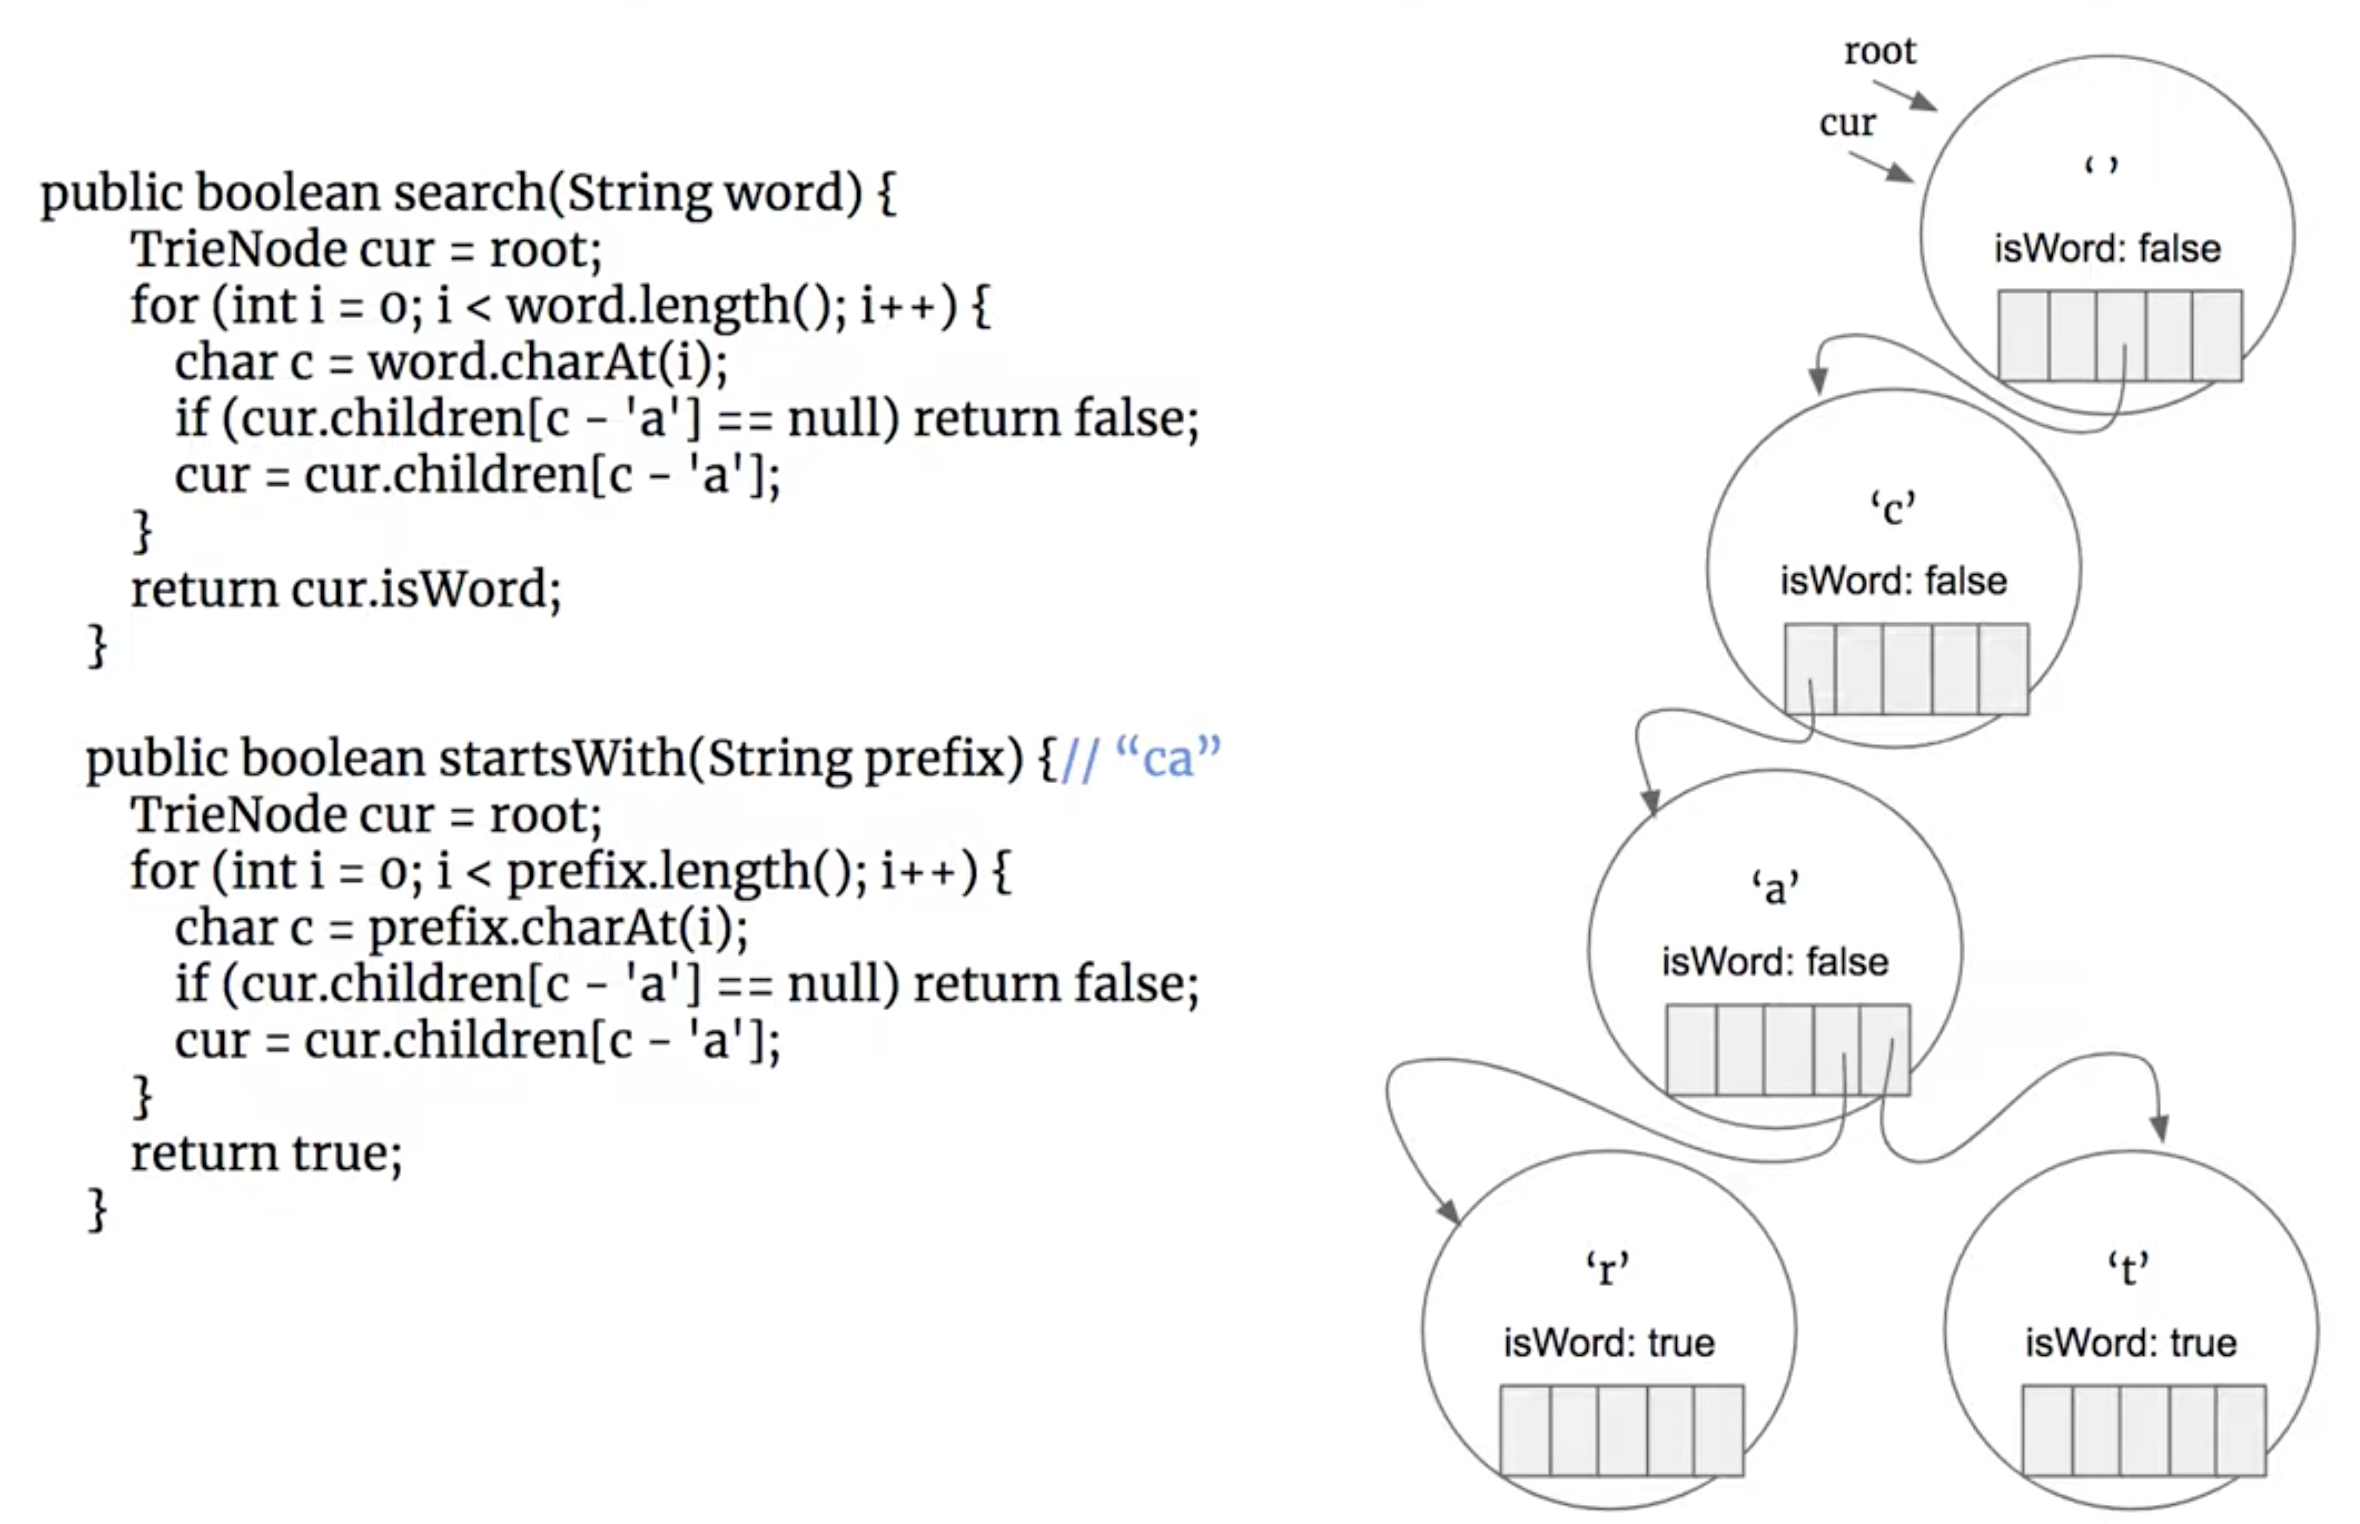 public boolean search(String word) {
TrieNode cur = root;
for (int i = 0; i < word.length(); i++) {
char c = word.charAt(i);
if (cur.children[c - 'a'] == null) return false;
cur = cur.children[c - 'a'];
}
return cur.isWord;
}
public boolean startsWith(String prefix) {// “ca”
TrieNode cur = root;
for (int i = 0; i < prefix.length(); i++) {
char c = prefix.charAt(i);
if (cur.children[c - 'a'] == null) return false;
cur = cur.children[c - 'a'];
}
return true;
}
root
cur
‘ ’
isWord: false
‘c’
isWord: false
‘a’
isWord: false
‘r’
isWord: true
‘t’
isWord: true